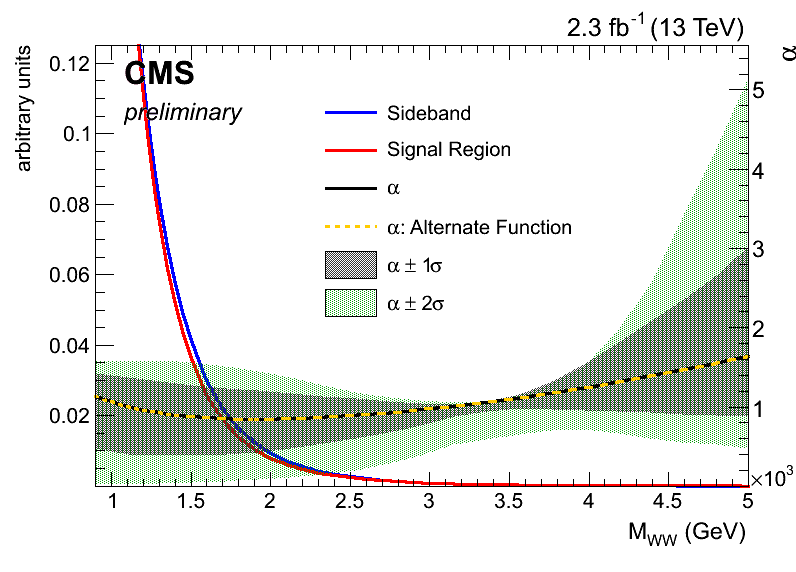 2.3 fb⁻¹ (13 TeV)
arbitrary units
α
CMS
preliminary
Sideband
Signal Region
α
α: Alternate Function
α ± 1σ
α ± 2σ
0.12
0.1
0.08
0.06
0.04
0.02
5
4
3
2
1
1 1.5 2 2.5 3 3.5 4 4.5 5
×10³
M_WW (GeV)